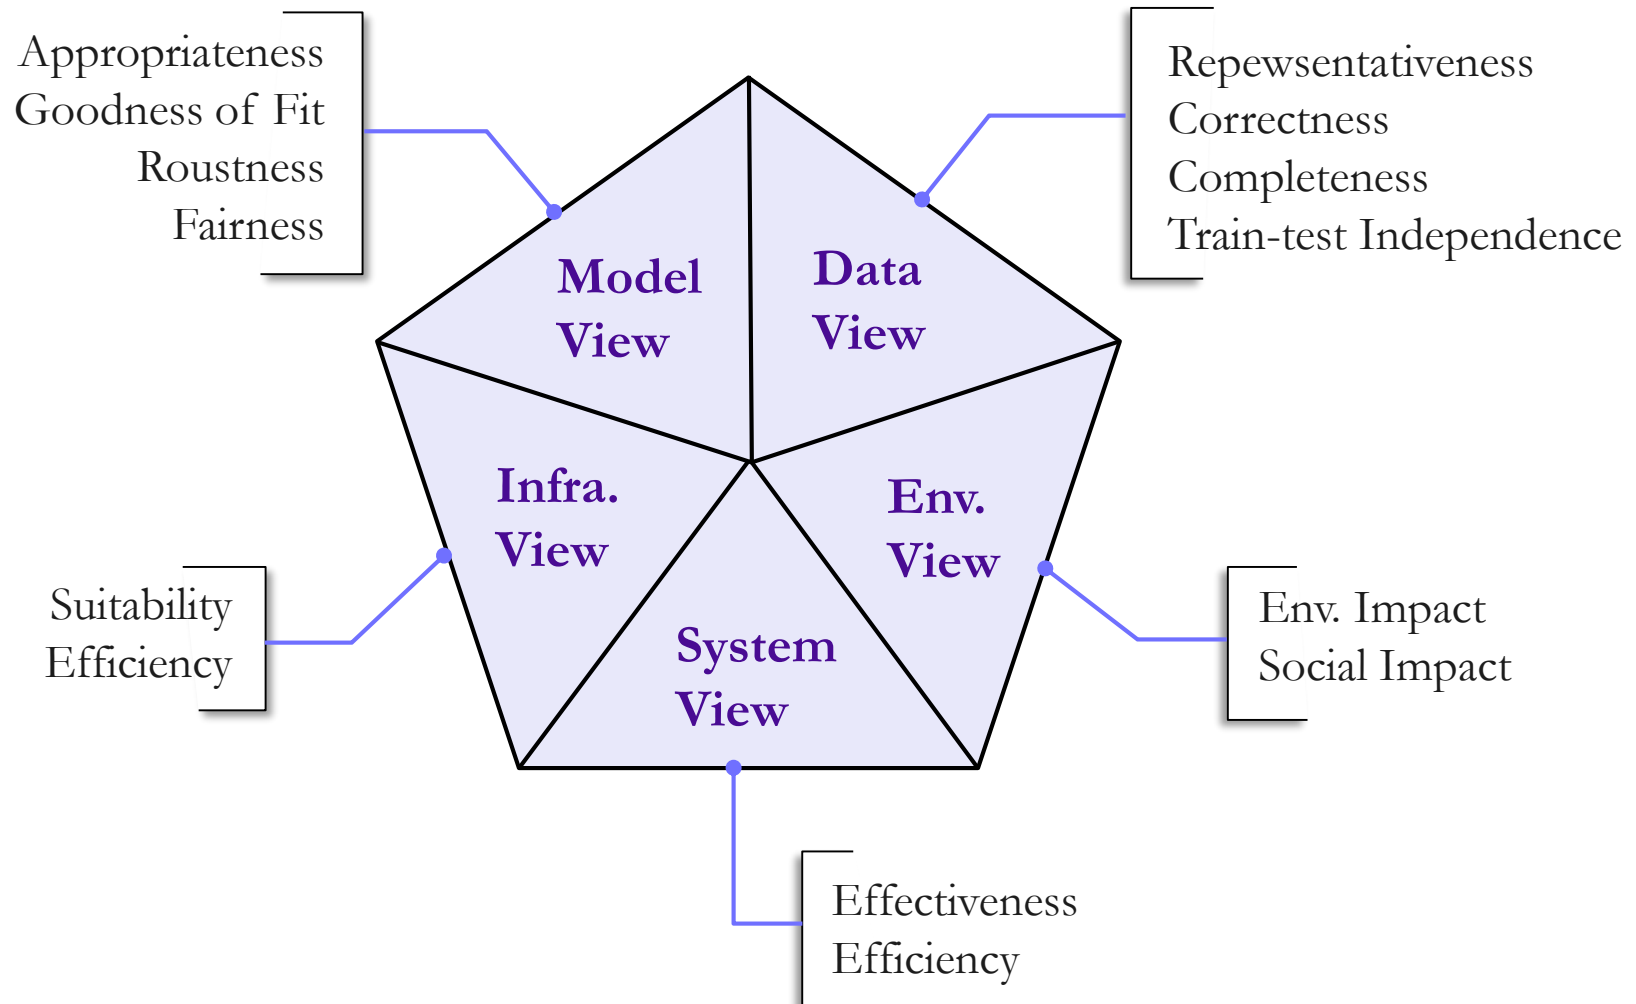 Appropriateness
Goodness of Fit
Roustness
Fairness
Repewsentativeness
Correctness
Completeness
Train-test Independence
Model
View
Data
View
Infra.
View
Env.
View
System
View
Suitability
Efficiency
Env. Impact
Social Impact
Effectiveness
Efficiency